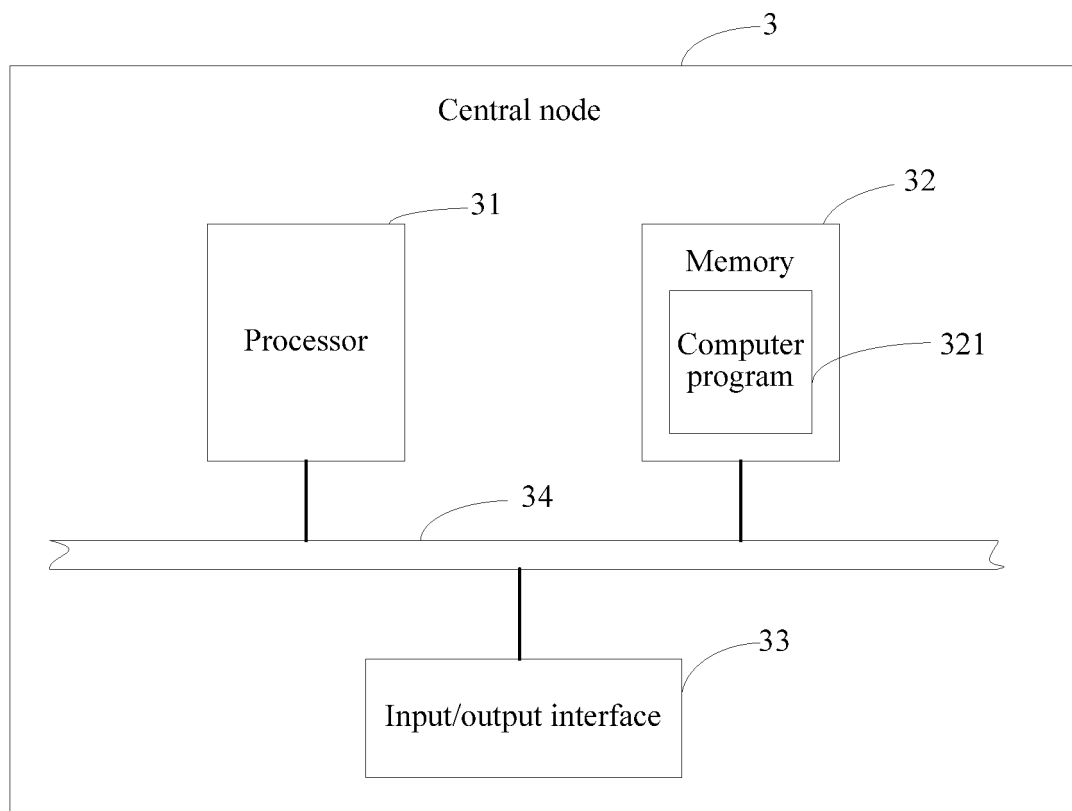 3
Central node
31
32
Memory
Processor
Computer
program
321
34
33
Input/output interface